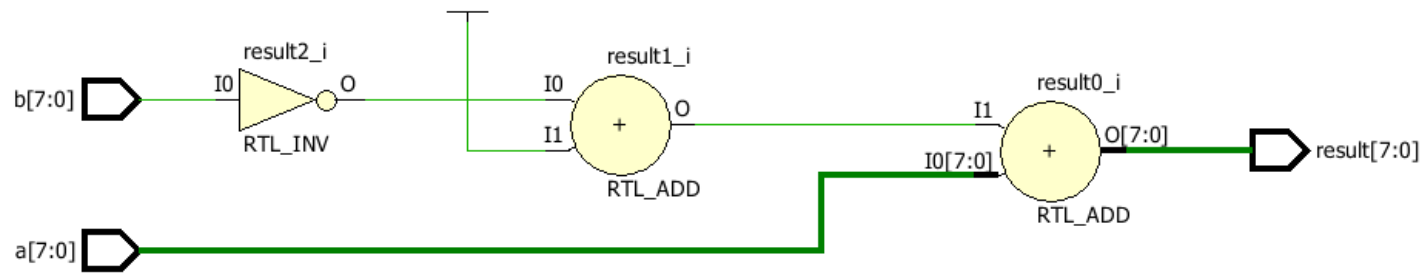 result2_i
b[7:0]
I0
O
RTL_INV
result1_i
I0
I1
O
+
RTL_ADD
result0_i
I1
I0[7:0]
+
O[7:0]
RTL_ADD
result[7:0]
a[7:0]